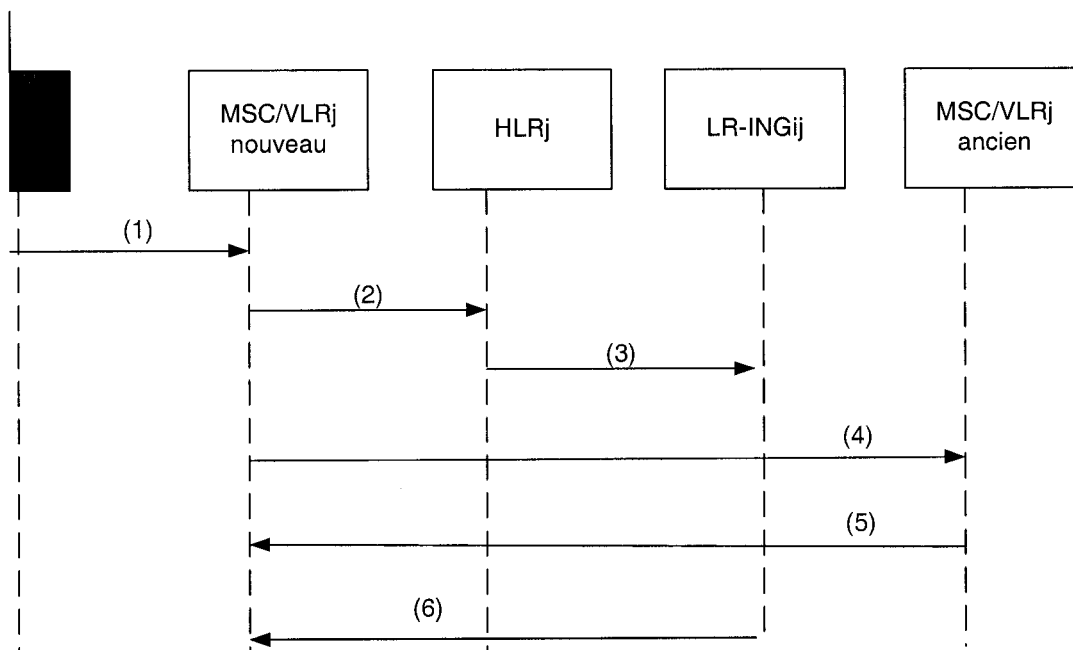 MSC/VLRj
nouveau
HLRj
LR-INGij
MSC/VLRj
ancien
(1)
(2)
(3)
(4)
(5)
(6)